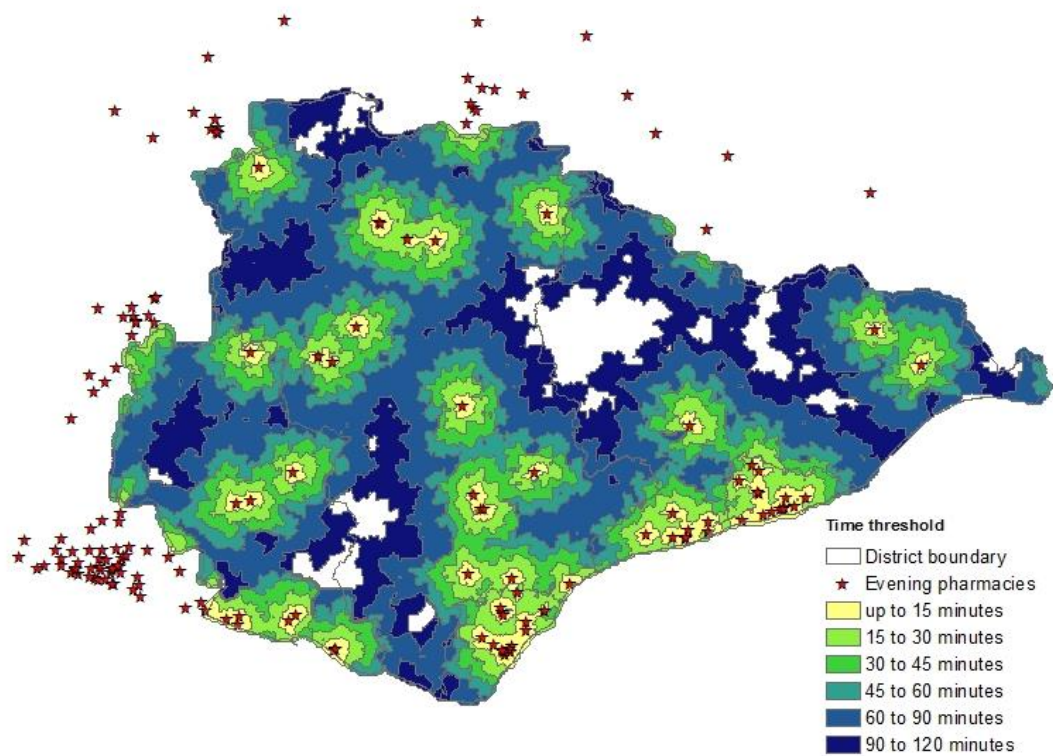 Time threshold
District boundary
Evening pharmacies
up to 15 minutes
15 to 30 minutes
30 to 45 minutes
45 to 60 minutes
60 to 90 minutes
90 to 120 minutes